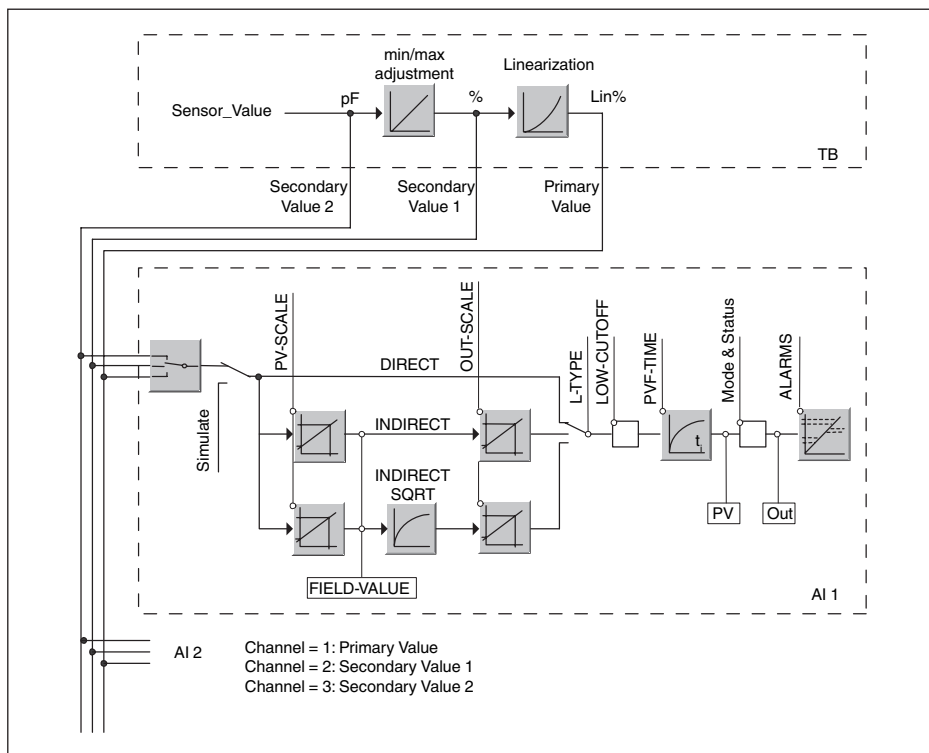 min/max
adjustment
Linearization
Sensor_Value
pF
%
Lin%
TB
Secondary
Value 2
Secondary
Value 1
Primary
Value
PV-SCALE
OUT-SCALE
L-TYPE
LOW-CUTOFF
PVF-TIME
Mode & Status
ALARMS
DIRECT
Simulate
INDIRECT
ti
INDIRECT
SQRT
PV
Out
FIELD-VALUE
AI 1
AI 2
Channel = 1: Primary Value
Channel = 2: Secondary Value 1
Channel = 3: Secondary Value 2